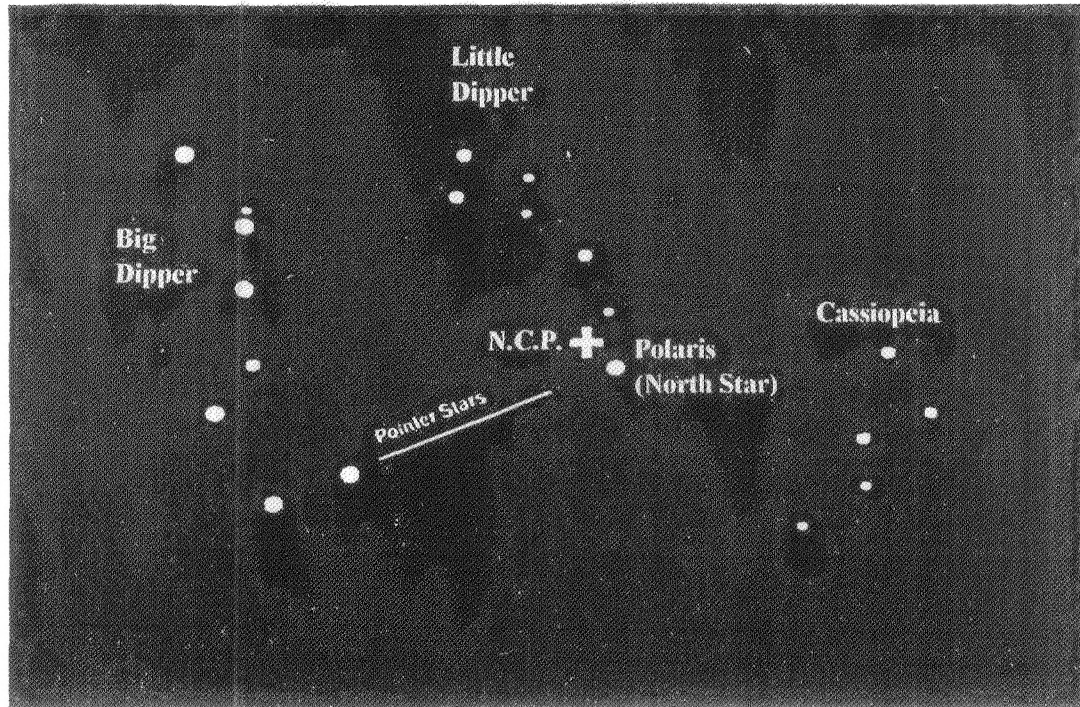 Little
Dipper
Big
Dipper
N.C.P.
Polaris
(North Star)
Cassiopeia
Pointer Stars